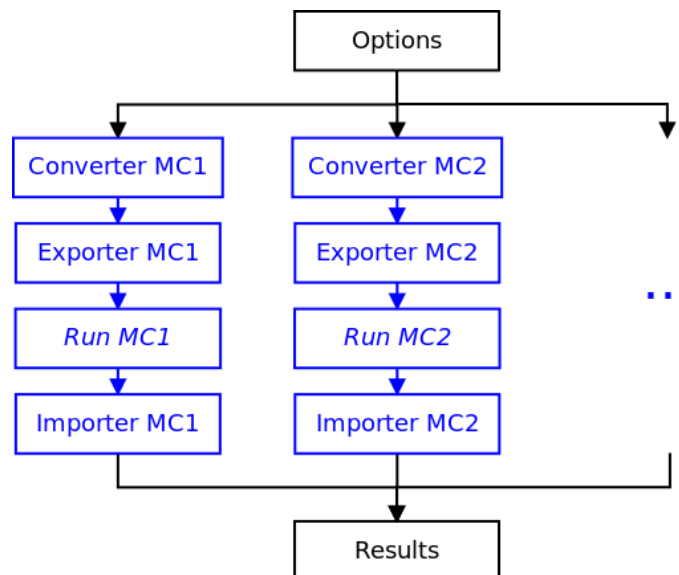 Options
Converter MC1
Converter MC2
Exporter MC1
Exporter MC2
..
Run MC1
Run MC2
Importer MC1
Importer MC2
Results